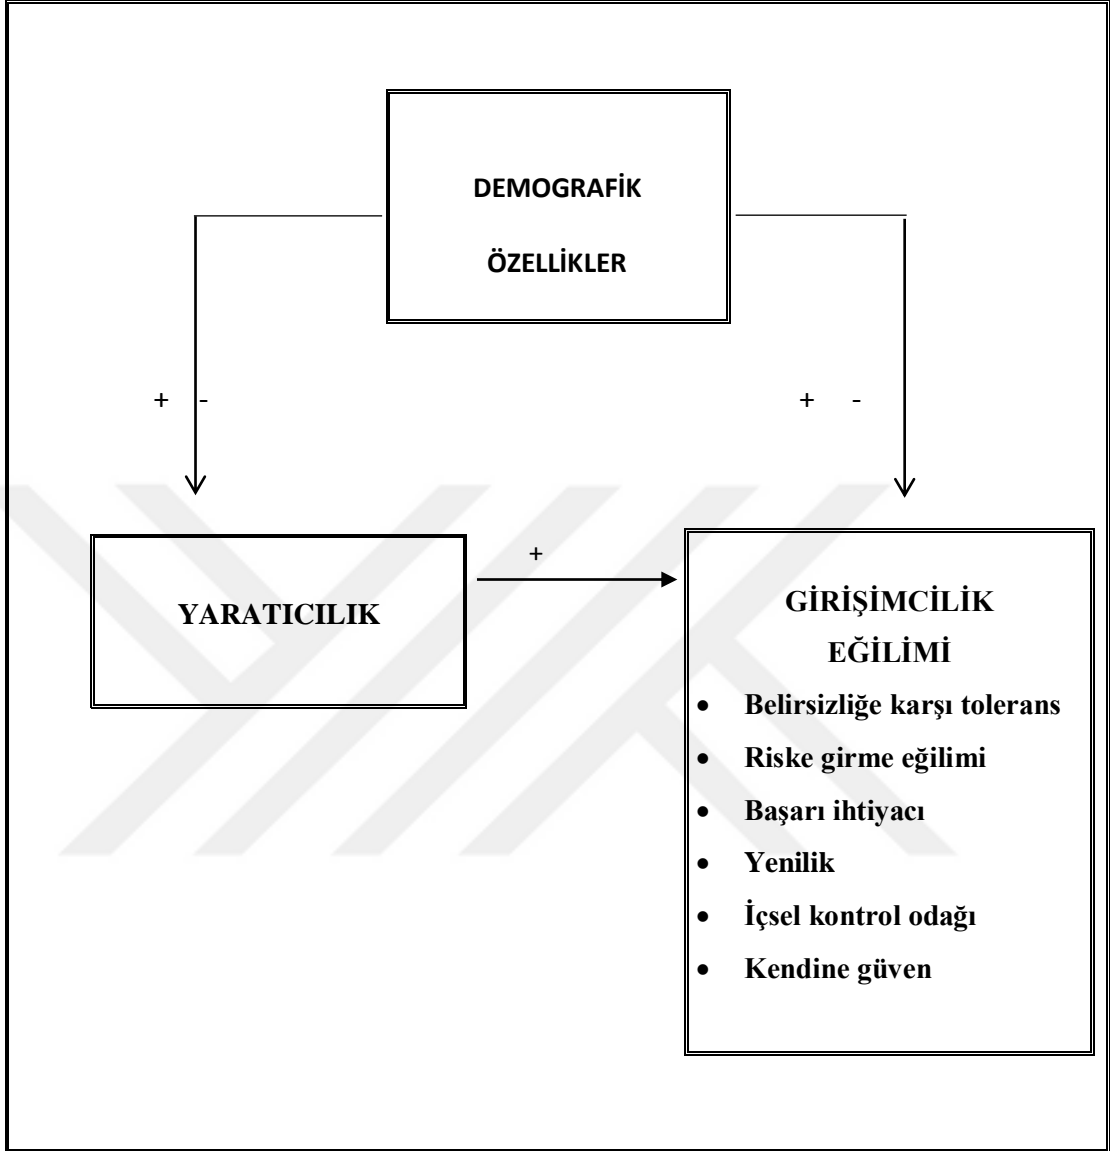 DEMOGRAFİK
ÖZELLİKLER
+ -
+ -
YARATICILIK
+
GİRİŞİMCİLİK
EĞİLİMİ
• Belirsizliğe karşı tolerans
• Riske girme eğilimi
• Başarı ihtiyacı
• Yenilik
• İçsel kontrol odağı
• Kendine güven